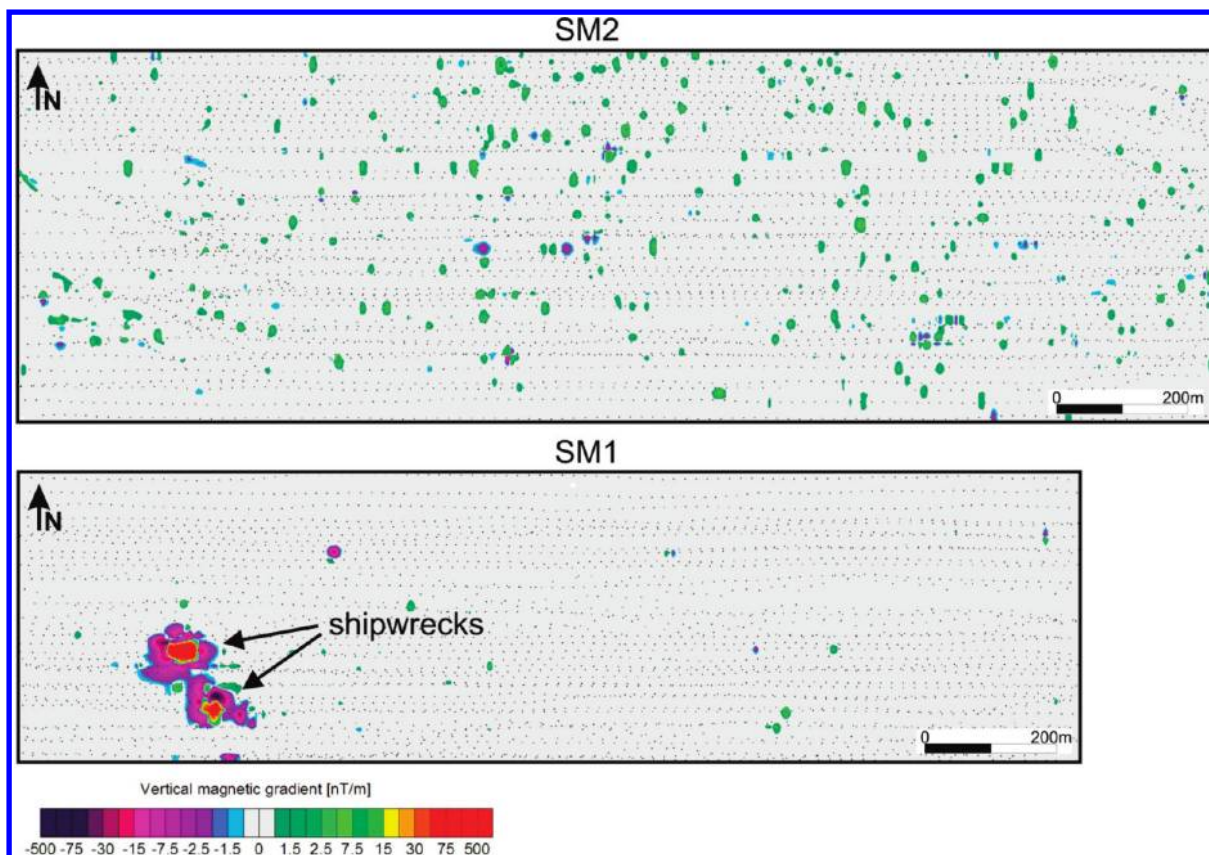 SM2
N
0 200m
SM1
N
shipwrecks
0 200m
Vertical magnetic gradient [nT/m]
-500 -75 -30 -15 -7.5 -2.5 -1.5 0 1.5 2.5 7.5 15 30 75 500